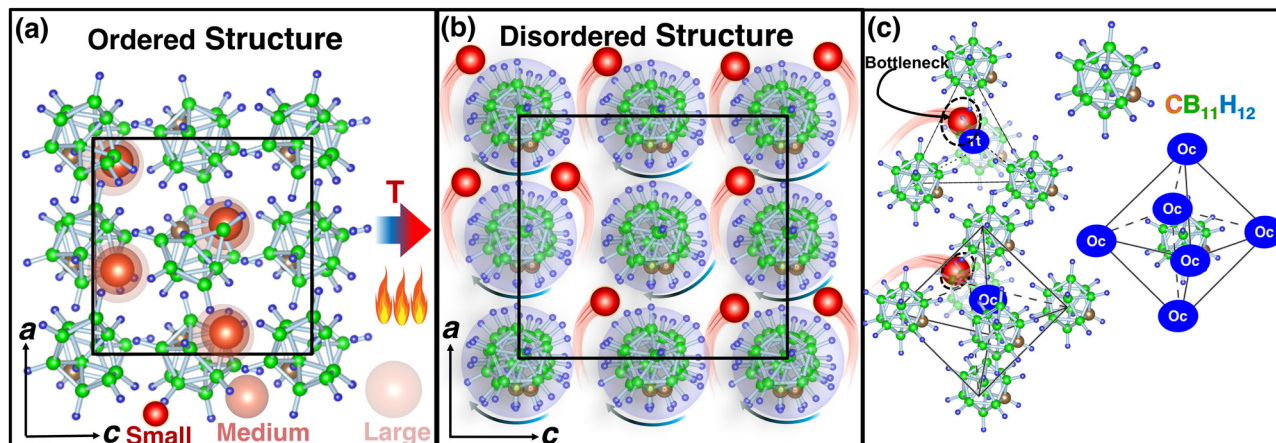 (a)
Ordered Structure
a
c
Small
Medium
Large
T
(b)
Disordered Structure
a
c
(c)
Bottleneck
Tt
Oc
CB₁₁H₁₂
Oc
Oc
Oc
Oc
Oc
Oc